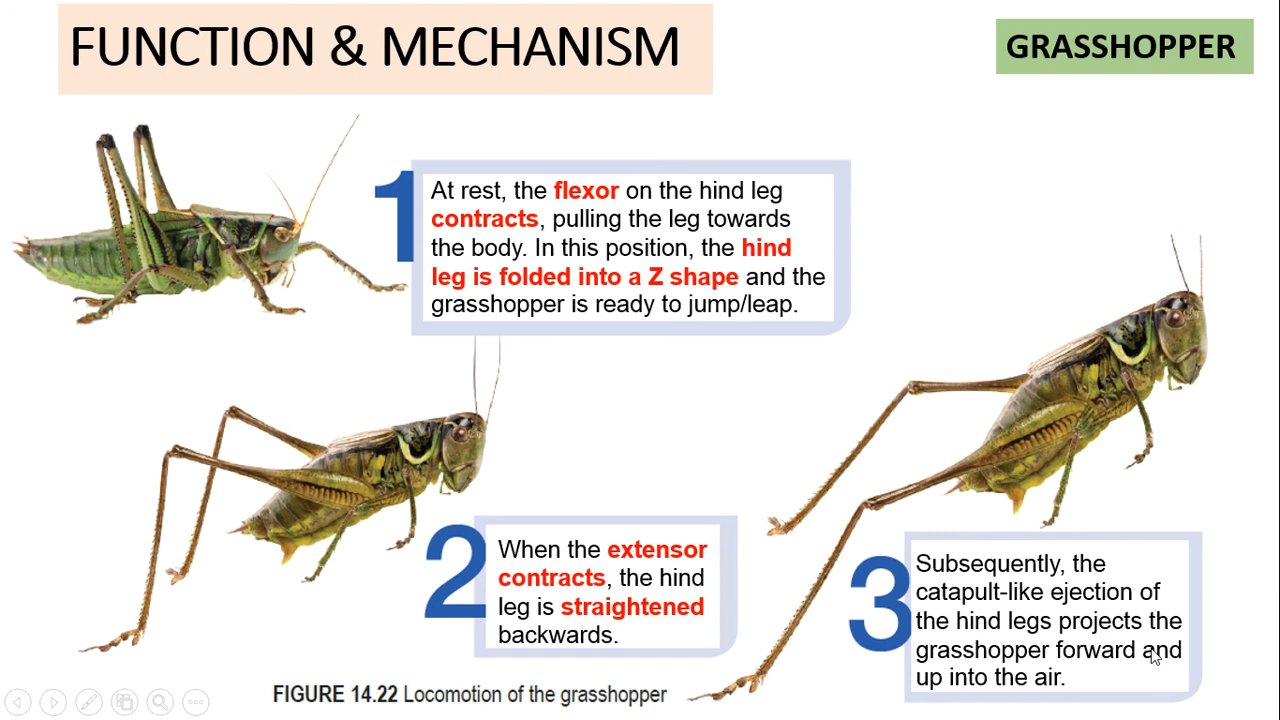 FUNCTION & MECHANISM
GRASSHOPPER
1
At rest, the flexor on the hind leg
contracts, pulling the leg towards
the body. In this position, the hind
leg is folded into a Z shape and the
grasshopper is ready to jump/leap.
2
When the extensor
contracts, the hind
leg is straightened
backwards.
3
Subsequently, the
catapult-like ejection of
the hind legs projects the
grasshopper forward and
up into the air.
FIGURE 14.22 Locomotion of the grasshopper